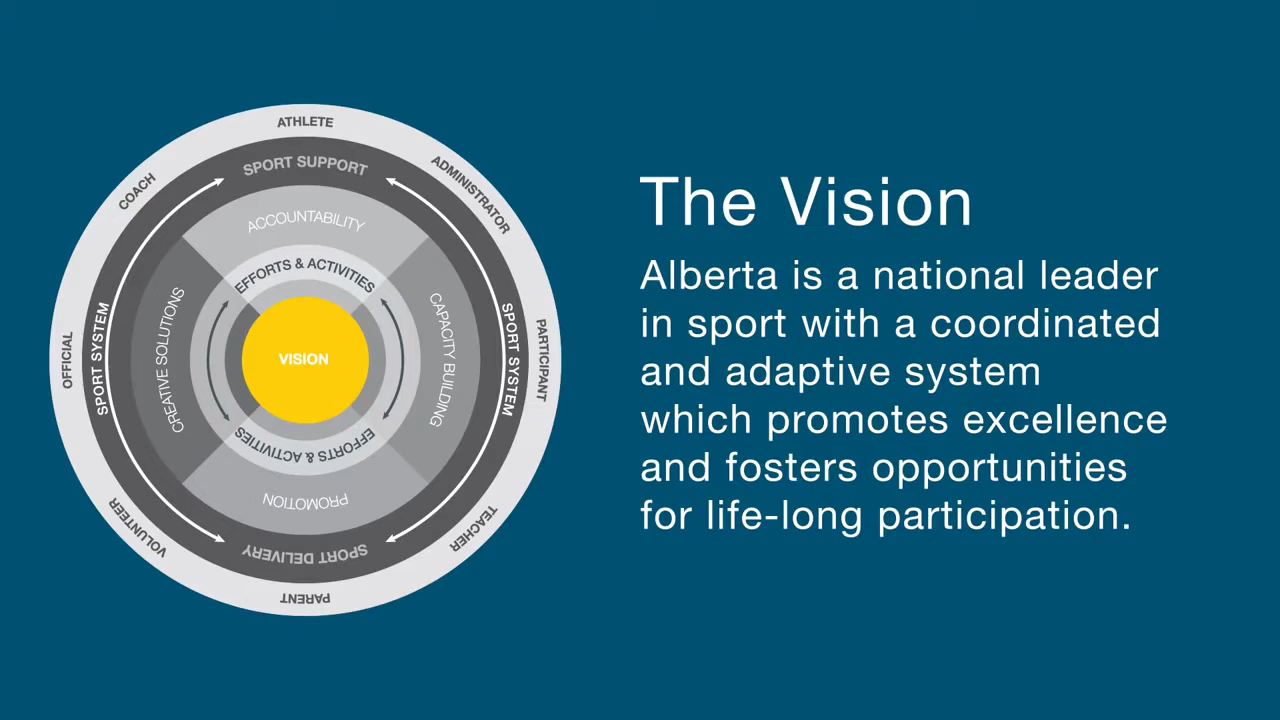 ATHLETE
COACH
ADMINISTRATOR
SPORT SUPPORT
ACCOUNTABILITY
EFFORTS & ACTIVITIES
OFFICIAL
SPORT SYSTEM
CREATIVE SOLUTIONS
VISION
CAPACITY BUILDING
SPORT SYSTEM
PARTICIPANT
EFFORTS & ACTIVITIES
PROMOTION
SPORT DELIVERY
VOLUNTEER
TEACHER
PARENT
The Vision
Alberta is a national leader
in sport with a coordinated
and adaptive system
which promotes excellence
and fosters opportunities
for life-long participation.